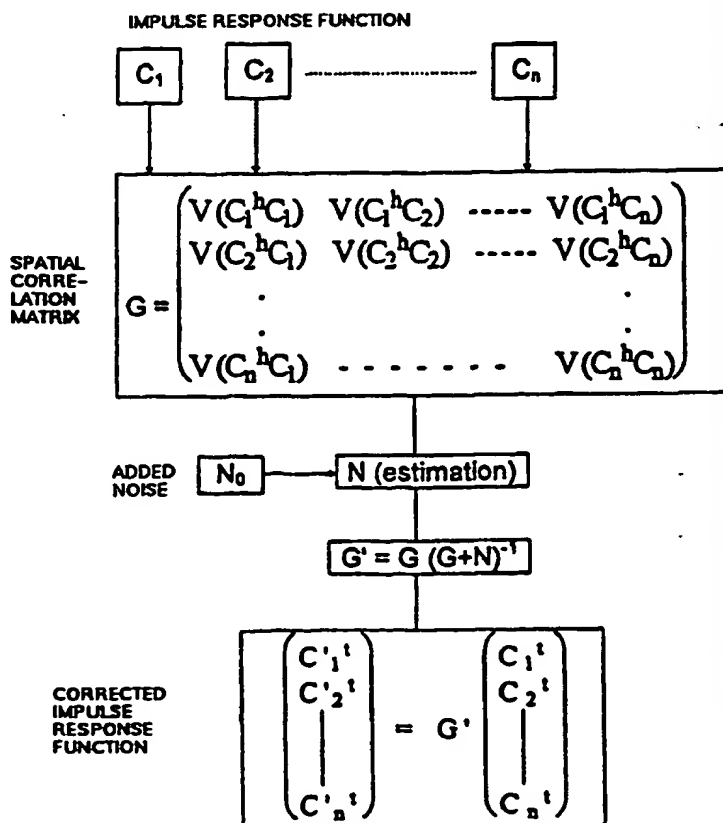 IMPULSE RESPONSE FUNCTION
C₁ C₂ Cₙ
V(C₁ʰC₁) V(C₁ʰC₂) ----- V(C₁ʰCₙ)
V(C₂ʰC₁) V(C₂ʰC₂) ----- V(C₂ʰCₙ)
SPATIAL
CORRE-
LATION
MATRIX
G =
V(CₙʰC₁) - - - - - - - - V(CₙʰCₙ)
ADDED
NOISE
N₀
N (estimation)
G' = G (G+N)⁻¹
CORRECTED
IMPULSE
RESPONSE
FUNCTION
C'₁ᵗ C₁ᵗ
C'₂ᵗ C₂ᵗ
= G'
C'ₙᵗ Cₙᵗ